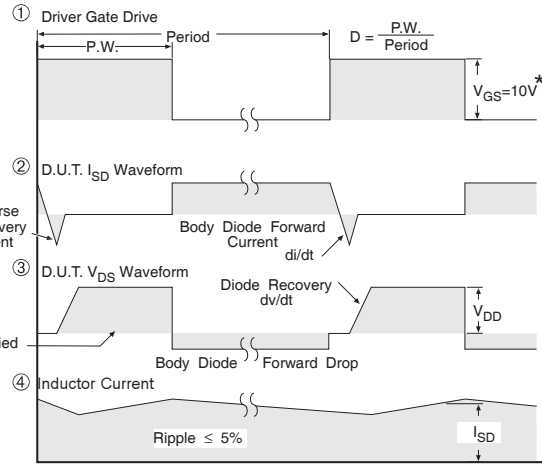 ① Driver Gate Drive
P.W.
Period
D = P.W.
Period
VGS=10V*
② D.U.T. ISD Waveform
Body Diode Forward
Current
di/dt
③ D.U.T. VDS Waveform
Diode Recovery
dv/dt
VDD
Body Diode Forward Drop
④ Inductor Current
Ripple ≤ 5%
ISD